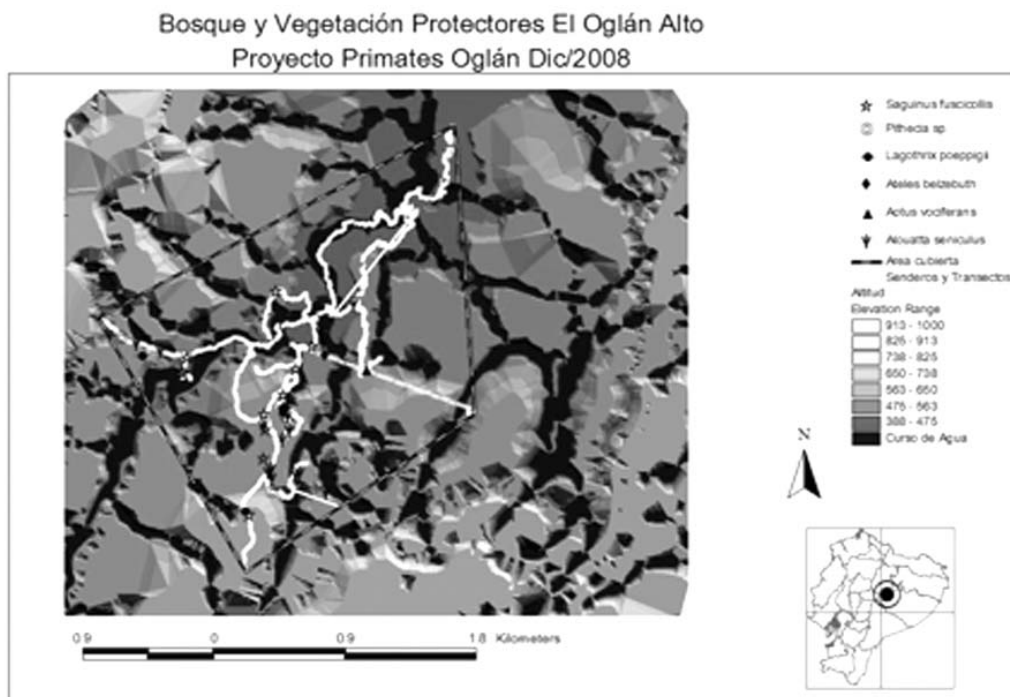 Bosque y Vegetación Protectores El Oglán Alto
Proyecto Primates Oglán Dic/2008
Saguinus fuscicollis
Pithecia sp.
Lagothrix poeppigii
Ateles belzebuth
Aotus vociferans
Alouatta seniculus
Area cubierta
Senderos y Transectos
Altitud
Elevation Range
913 - 1000
825 - 913
738 - 825
650 - 738
563 - 650
475 - 563
388 - 475
Curso de Agua
N
0.9 0 0.9 1.8 Kilometers